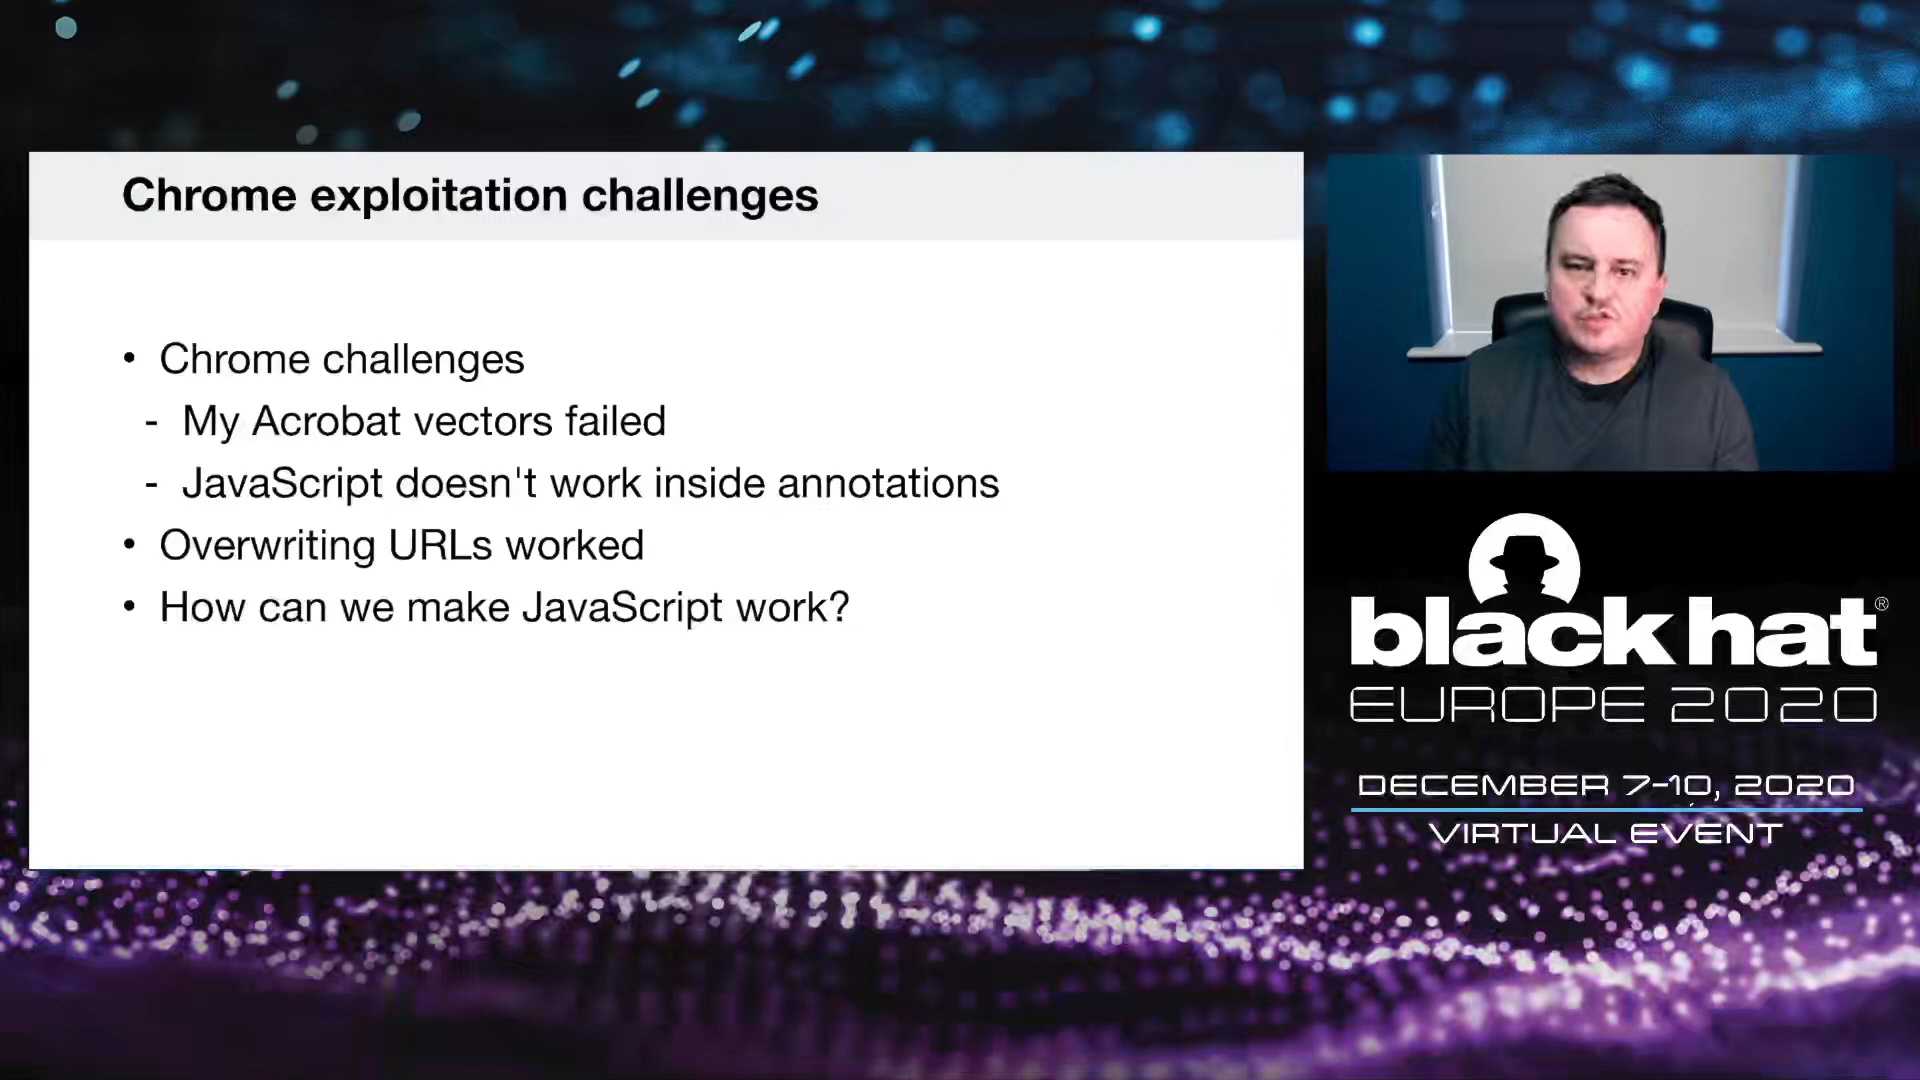 Chrome exploitation challenges
• Chrome challenges
- My Acrobat vectors failed
- JavaScript doesn't work inside annotations
• Overwriting URLs worked
• How can we make JavaScript work?
black hat®
EUROPE 2020
DECEMBER 7-10, 2020
VIRTUAL EVENT